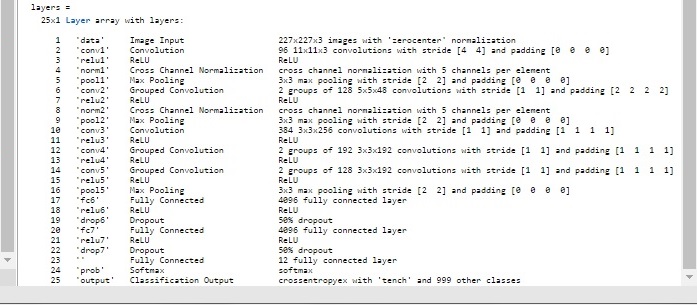 layers =
25x1 Layer array with layers:
1 'data' Image Input 227x227x3 images with 'zerocenter' normalization
2 'conv1' Convolution 96 11x11x3 convolutions with stride [4 4] and padding [0 0 0 0]
3 'relu1' ReLU ReLU
4 'norm1' Cross Channel Normalization cross channel normalization with 5 channels per element
5 'pool1' Max Pooling 3x3 max pooling with stride [2 2] and padding [0 0 0 0]
6 'conv2' Grouped Convolution 2 groups of 128 5x5x48 convolutions with stride [1 1] and padding [2 2 2 2]
7 'relu2' ReLU ReLU
8 'norm2' Cross Channel Normalization cross channel normalization with 5 channels per element
9 'pool2' Max Pooling 3x3 max pooling with stride [2 2] and padding [0 0 0 0]
10 'conv3' Convolution 384 3x3x256 convolutions with stride [1 1] and padding [1 1 1 1]
11 'relu3' ReLU ReLU
12 'conv4' Grouped Convolution 2 groups of 192 3x3x192 convolutions with stride [1 1] and padding [1 1 1 1]
13 'relu4' ReLU ReLU
14 'conv5' Grouped Convolution 2 groups of 128 3x3x192 convolutions with stride [1 1] and padding [1 1 1 1]
15 'relu5' ReLU ReLU
16 'pool5' Max Pooling 3x3 max pooling with stride [2 2] and padding [0 0 0 0]
17 'fc6' Fully Connected 4096 fully connected layer
18 'relu6' ReLU ReLU
19 'drop6' Dropout 50% dropout
20 'fc7' Fully Connected 4096 fully connected layer
21 'relu7' ReLU ReLU
22 'drop7' Dropout 50% dropout
23 '' Fully Connected 12 fully connected layer
24 'prob' Softmax softmax
25 'output' Classification Output crossentropyex with 'tench' and 999 other classes